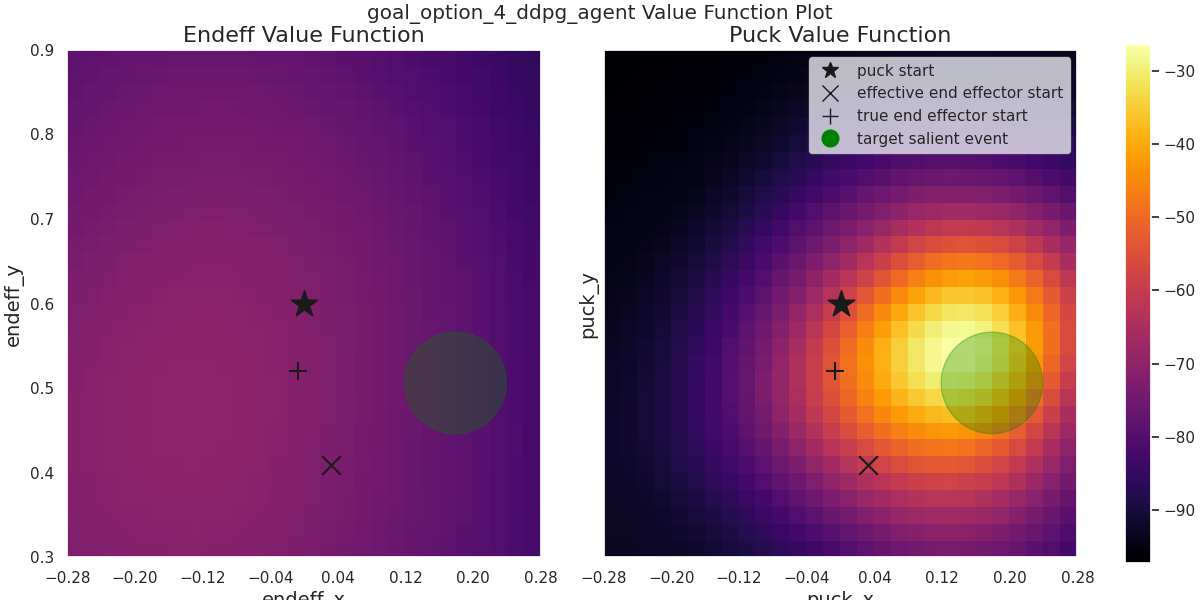 goal_option_4_ddpg_agent Value Function Plot
Endeff Value Function
Puck Value Function
0.9
0.8
0.7
0.6
0.5
0.4
0.3
endeff_y
−0.28 −0.20 −0.12 −0.04 0.04 0.12 0.20 0.28
endeff_x
puck start
effective end effector start
true end effector start
target salient event
puck_y
−0.28 −0.20 −0.12 −0.04 0.04 0.12 0.20 0.28
puck_x
−30
−40
−50
−60
−70
−80
−90